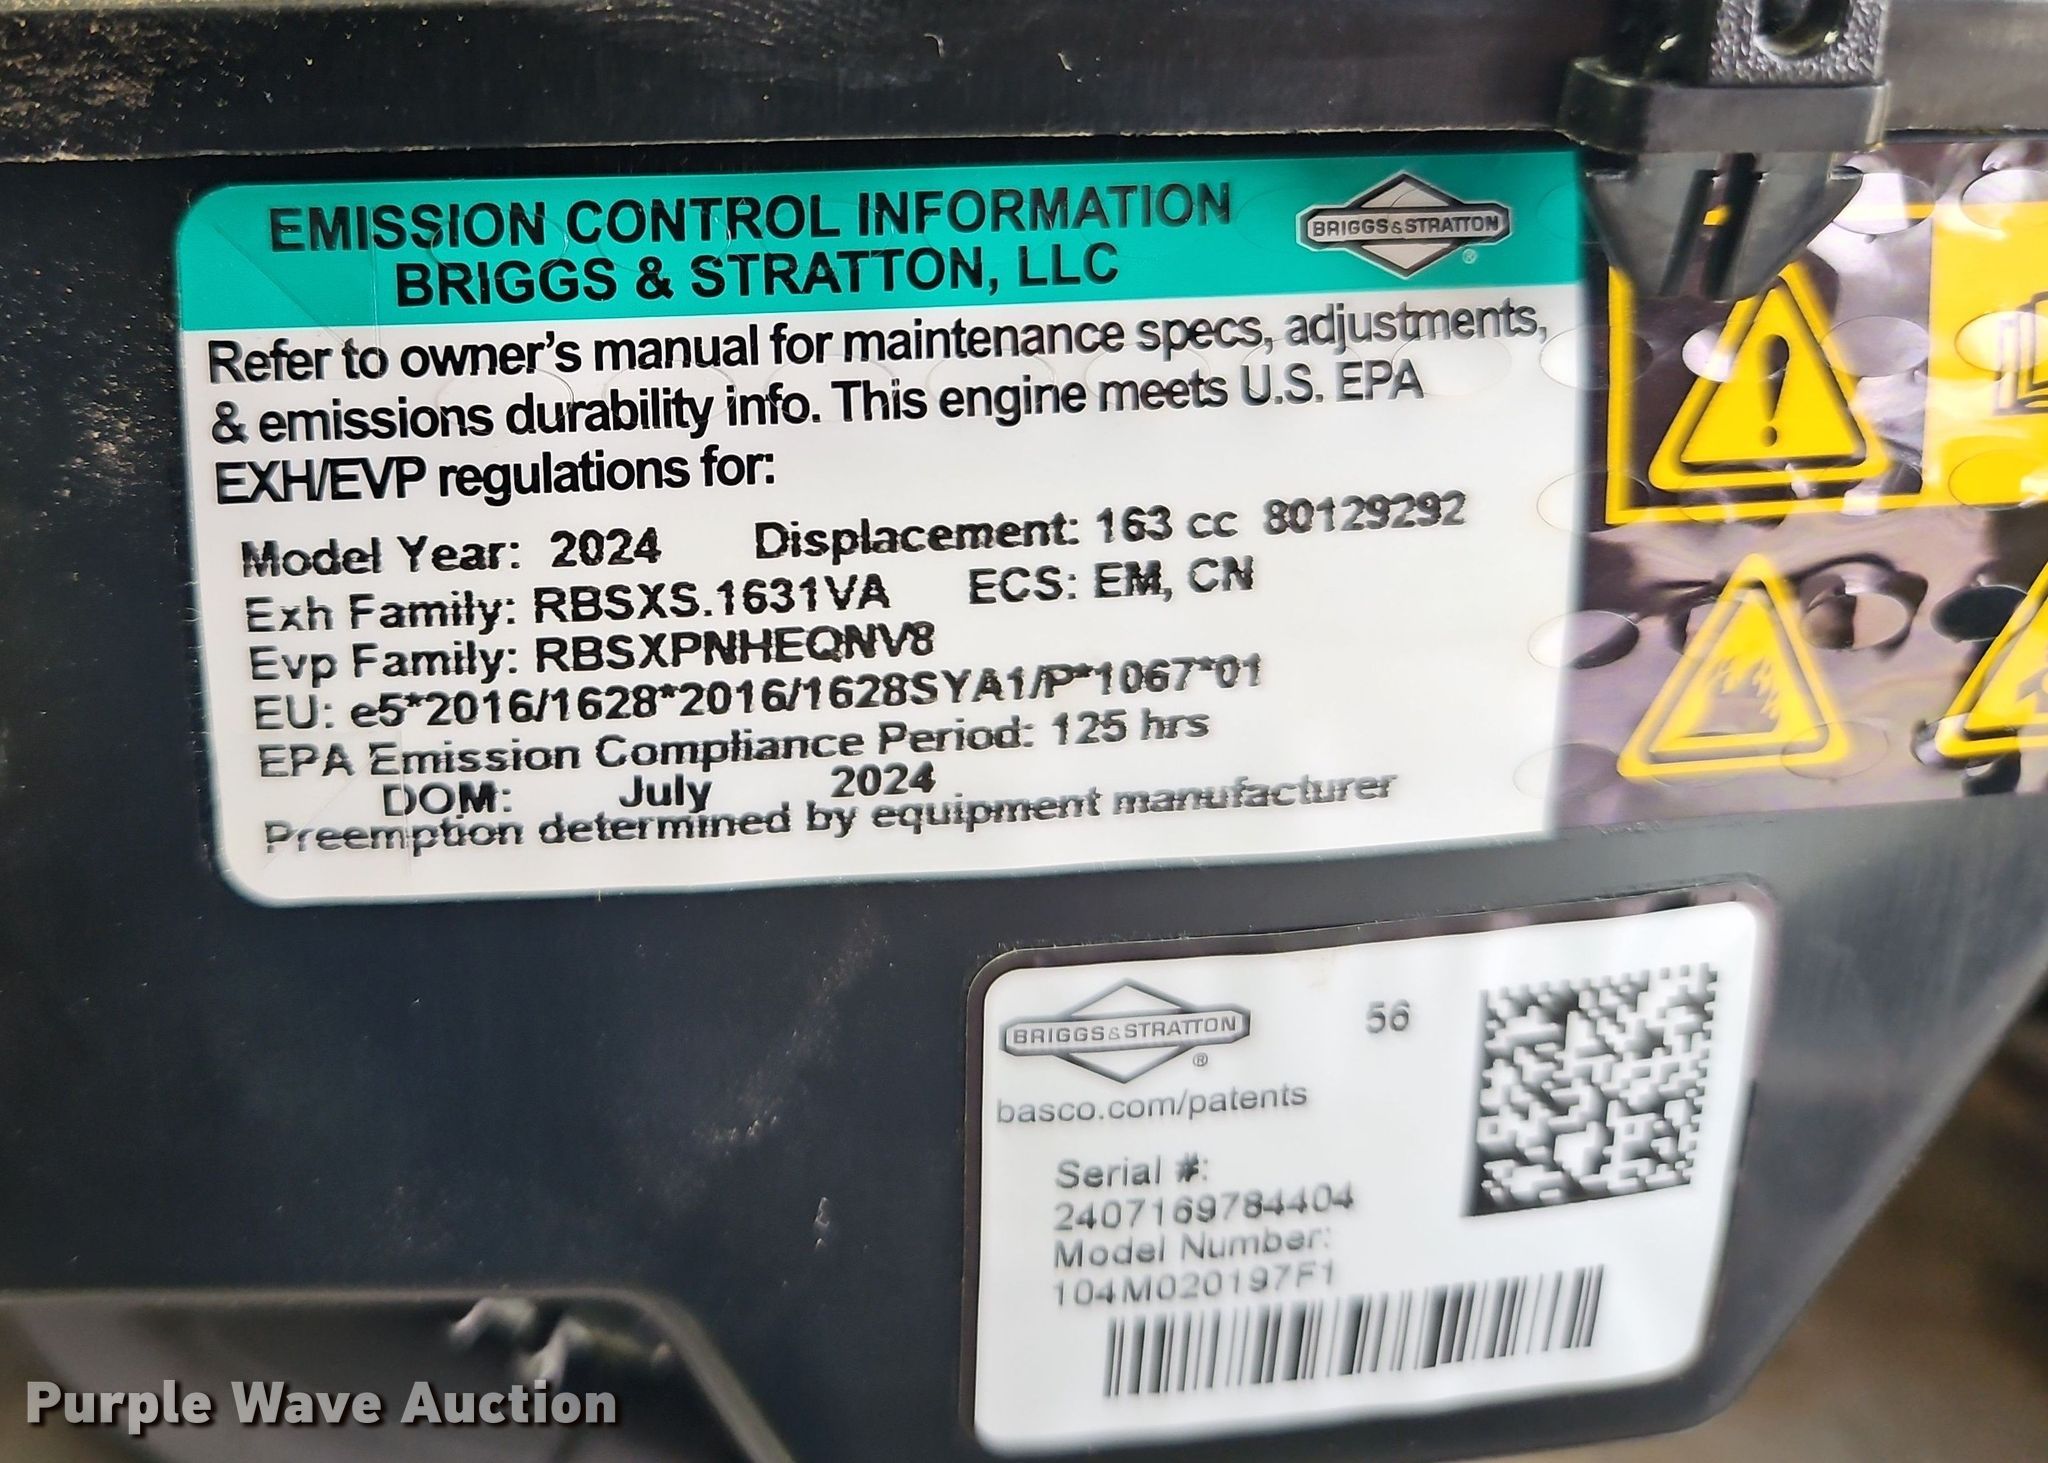 EMISSION CONTROL INFORMATION
BRIGGS & STRATTON, LLC
BRIGGS&STRATTON
®
Refer to owner's manual for maintenance specs, adjustments,
& emissions durability info. This engine meets U.S. EPA
EXH/EVP regulations for:
Model Year: 2024 Displacement: 163 cc 80129292
Exh Family: RBSXS.1631VA ECS: EM, CN
Evp Family: RBSXPNHEQNV8
EU: e5*2016/1628*2016/1628SYA1/P*1067*01
EPA Emission Compliance Period: 125 hrs
DOM: July 2024
Preemption determined by equipment manufacturer
BRIGGS&STRATTON
®
56
basco.com/patents
Serial #:
2407169784404
Model Number:
104M020197F1
Purple Wave Auction